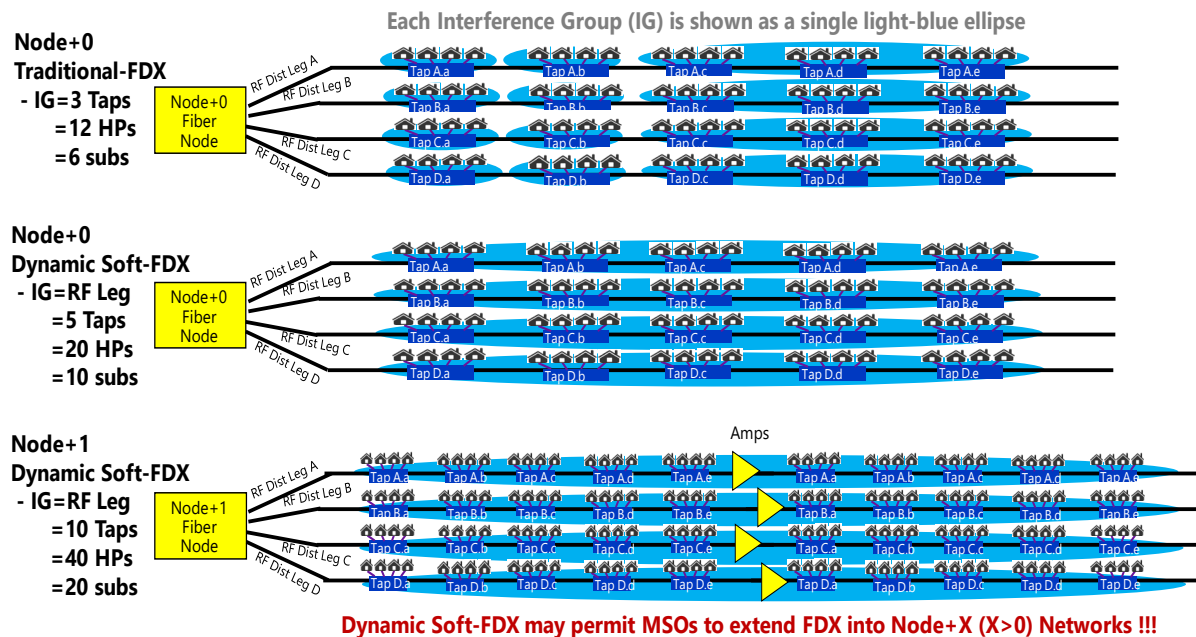 Each Interference Group (IG) is shown as a single light-blue ellipse
Node+0
Traditional-FDX
- IG=3 Taps
=12 HPs
=6 subs
Node+0
Fiber
Node
RF Dist Leg A
RF Dist Leg B
RF Dist Leg C
RF Dist Leg D
Tap A.a Tap A.b Tap A.c Tap A.d Tap A.e
Tap B.a Tap B.b Tap B.c Tap B.d Tap B.e
Tap C.a Tap C.b Tap C.c Tap C.d Tap C.e
Tap D.a Tap D.b Tap D.c Tap D.d Tap D.e
Node+0
Dynamic Soft-FDX
- IG=RF Leg
=5 Taps
=20 HPs
=10 subs
Node+0
Fiber
Node
RF Dist Leg A
RF Dist Leg B
RF Dist Leg C
RF Dist Leg D
Tap A.a Tap A.b Tap A.c Tap A.d Tap A.e
Tap B.a Tap B.b Tap B.c Tap B.d Tap B.e
Tap C.a Tap C.b Tap C.c Tap C.d Tap C.e
Tap D.a Tap D.b Tap D.c Tap D.d Tap D.e
Node+1
Dynamic Soft-FDX
- IG=RF Leg
=10 Taps
=40 HPs
=20 subs
Node+1
Fiber
Node
RF Dist Leg A
RF Dist Leg B
RF Dist Leg C
RF Dist Leg D
Amps
Tap A.a Tap A.b Tap A.c Tap A.d Tap A.e Tap A.a Tap A.b Tap A.c Tap A.d Tap A.e
Tap B.a Tap B.b Tap B.c Tap B.d Tap B.e Tap B.a Tap B.b Tap B.c Tap B.d Tap B.e
Tap C.a Tap C.b Tap C.c Tap C.d Tap C.e Tap C.a Tap C.b Tap C.c Tap C.d Tap C.e
Tap D.a Tap D.b Tap D.c Tap D.d Tap D.e Tap D.a Tap D.b Tap D.c Tap D.d Tap D.e
Dynamic Soft-FDX may permit MSOs to extend FDX into Node+X (X>0) Networks !!!